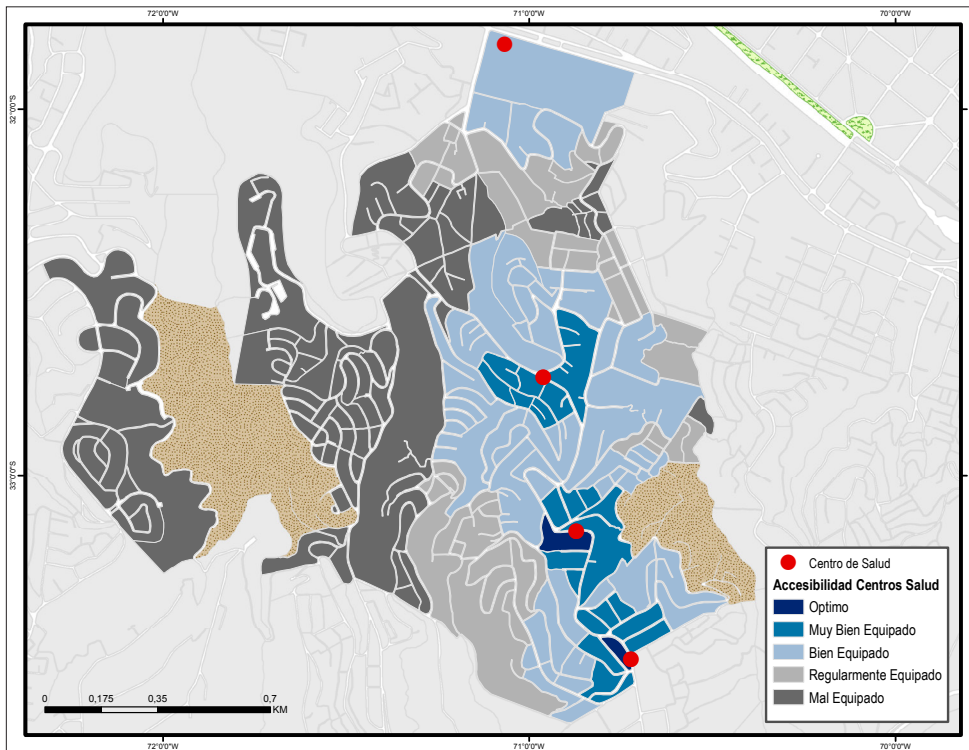 72°0'0"W 71°0'0"W 70°0'0"W
32°0'0"S
33°0'0"S
Centro de Salud
Accesibilidad Centros Salud
Optimo
Muy Bien Equipado
Bien Equipado
Regularmente Equipado
Mal Equipado
0 0,175 0,35 0,7
KM
72°0'0"W 71°0'0"W 70°0'0"W